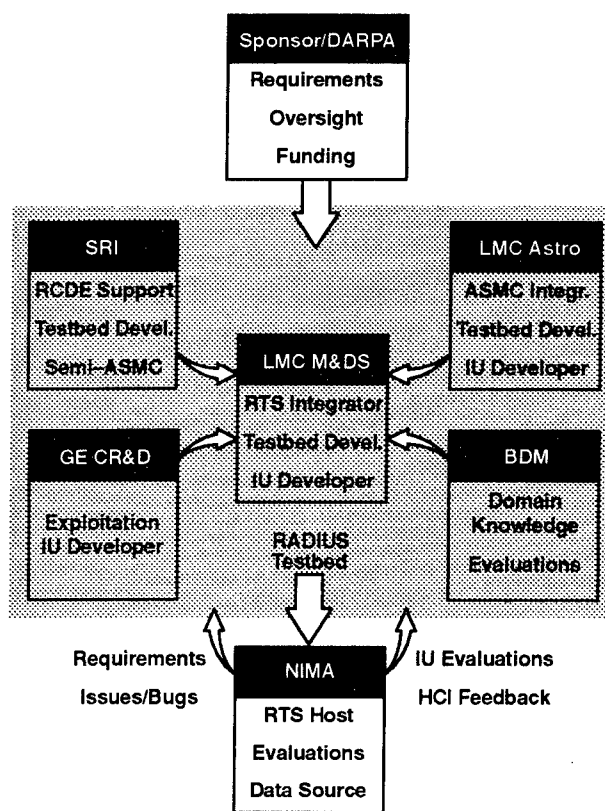 Sponsor/DARPA
Requirements
Oversight
Funding
SRI
RCDE Support
Testbed Devel.
Semi-ASMC
LMC Astro
ASMC Integr.
Testbed Devel.
IU Developer
LMC M&DS
RTS Integrator
Testbed Devel.
IU Developer
GE CR&D
Exploitation
IU Developer
BDM
Domain
Knowledge
Evaluations
RADIUS
Testbed
Requirements
Issues/Bugs
NIMA
RTS Host
Evaluations
Data Source
IU Evaluations
HCI Feedback